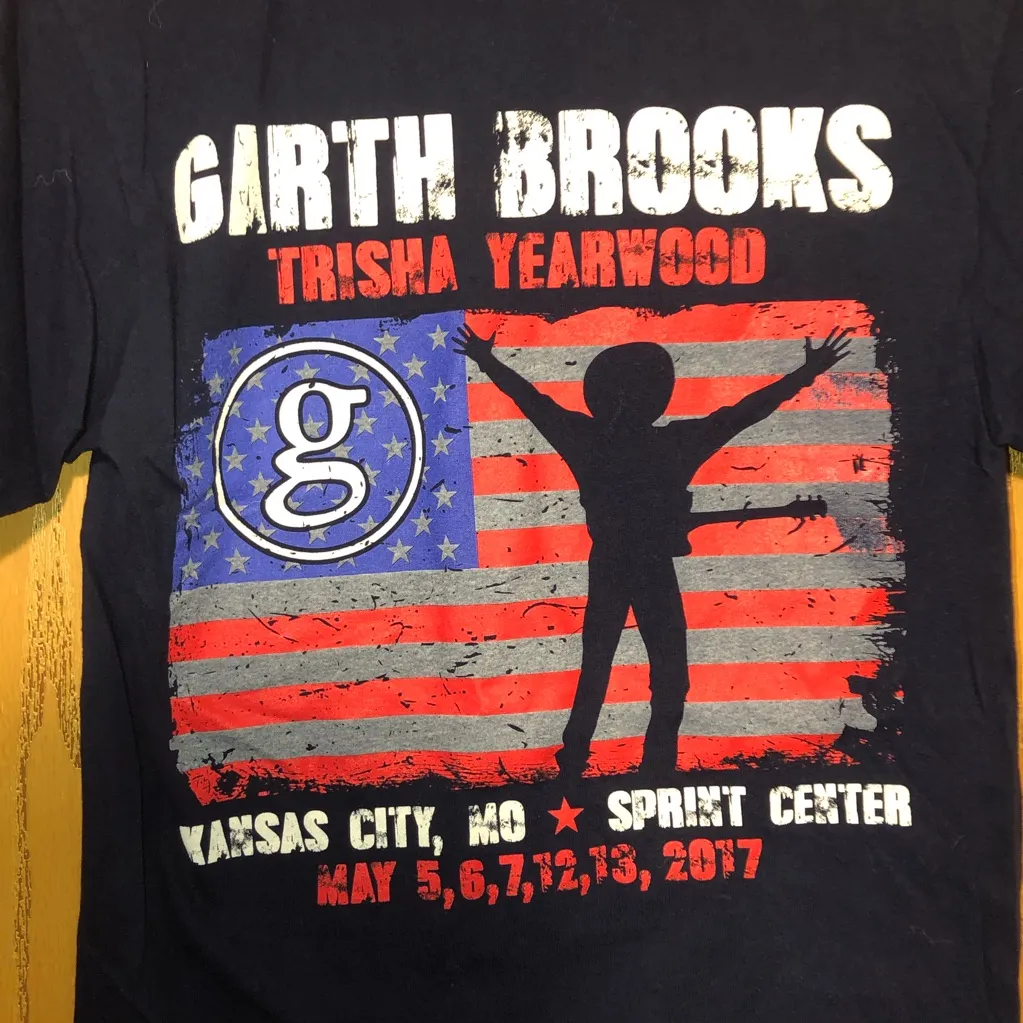 GARTH BROOKS
TRISHA YEARWOOD
g
KANSAS CITY, MO ★ SPRINT CENTER
MAY 5,6,7,12,13, 2017